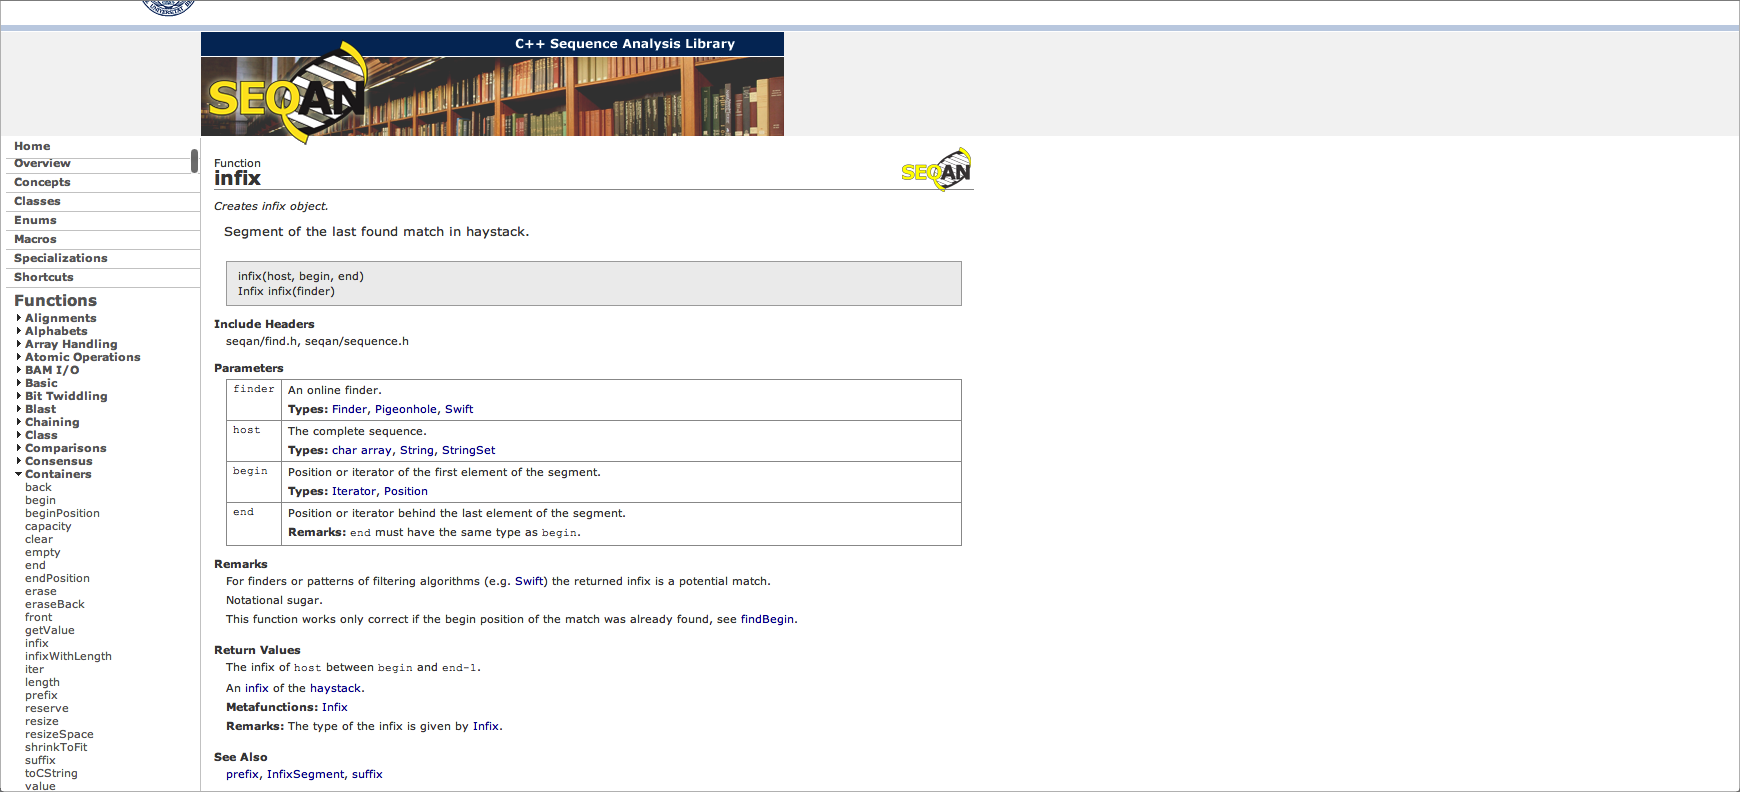 C++ Sequence Analysis Library
SEQAN
Home
Overview
Concepts
Classes
Enums
Macros
Specializations
Shortcuts
Functions
Alignments
Alphabets
Array Handling
Atomic Operations
BAM I/O
Basic
Bit Twiddling
Blast
Chaining
Class
Comparisons
Consensus
Containers
back
begin
beginPosition
capacity
clear
empty
end
endPosition
erase
eraseBack
front
getValue
infix
infixWithLength
iter
length
prefix
reserve
resize
resizeSpace
shrinkToFit
suffix
toCString
value
Function
infix
SEQAN
Creates infix object.
Segment of the last found match in haystack.
infix(host, begin, end)
Infix infix(finder)
Include Headers
seqan/find.h, seqan/sequence.h
Parameters
finder An online finder.
Types: Finder, Pigeonhole, Swift
host The complete sequence.
Types: char array, String, StringSet
begin Position or iterator of the first element of the segment.
Types: Iterator, Position
end Position or iterator behind the last element of the segment.
Remarks: end must have the same type as begin.
Remarks
For finders or patterns of filtering algorithms (e.g. Swift) the returned infix is a potential match.
Notational sugar.
This function works only correct if the begin position of the match was already found, see findBegin.
Return Values
The infix of host between begin and end-1.
An infix of the haystack.
Metafunctions: Infix
Remarks: The type of the infix is given by Infix.
See Also
prefix, InfixSegment, suffix